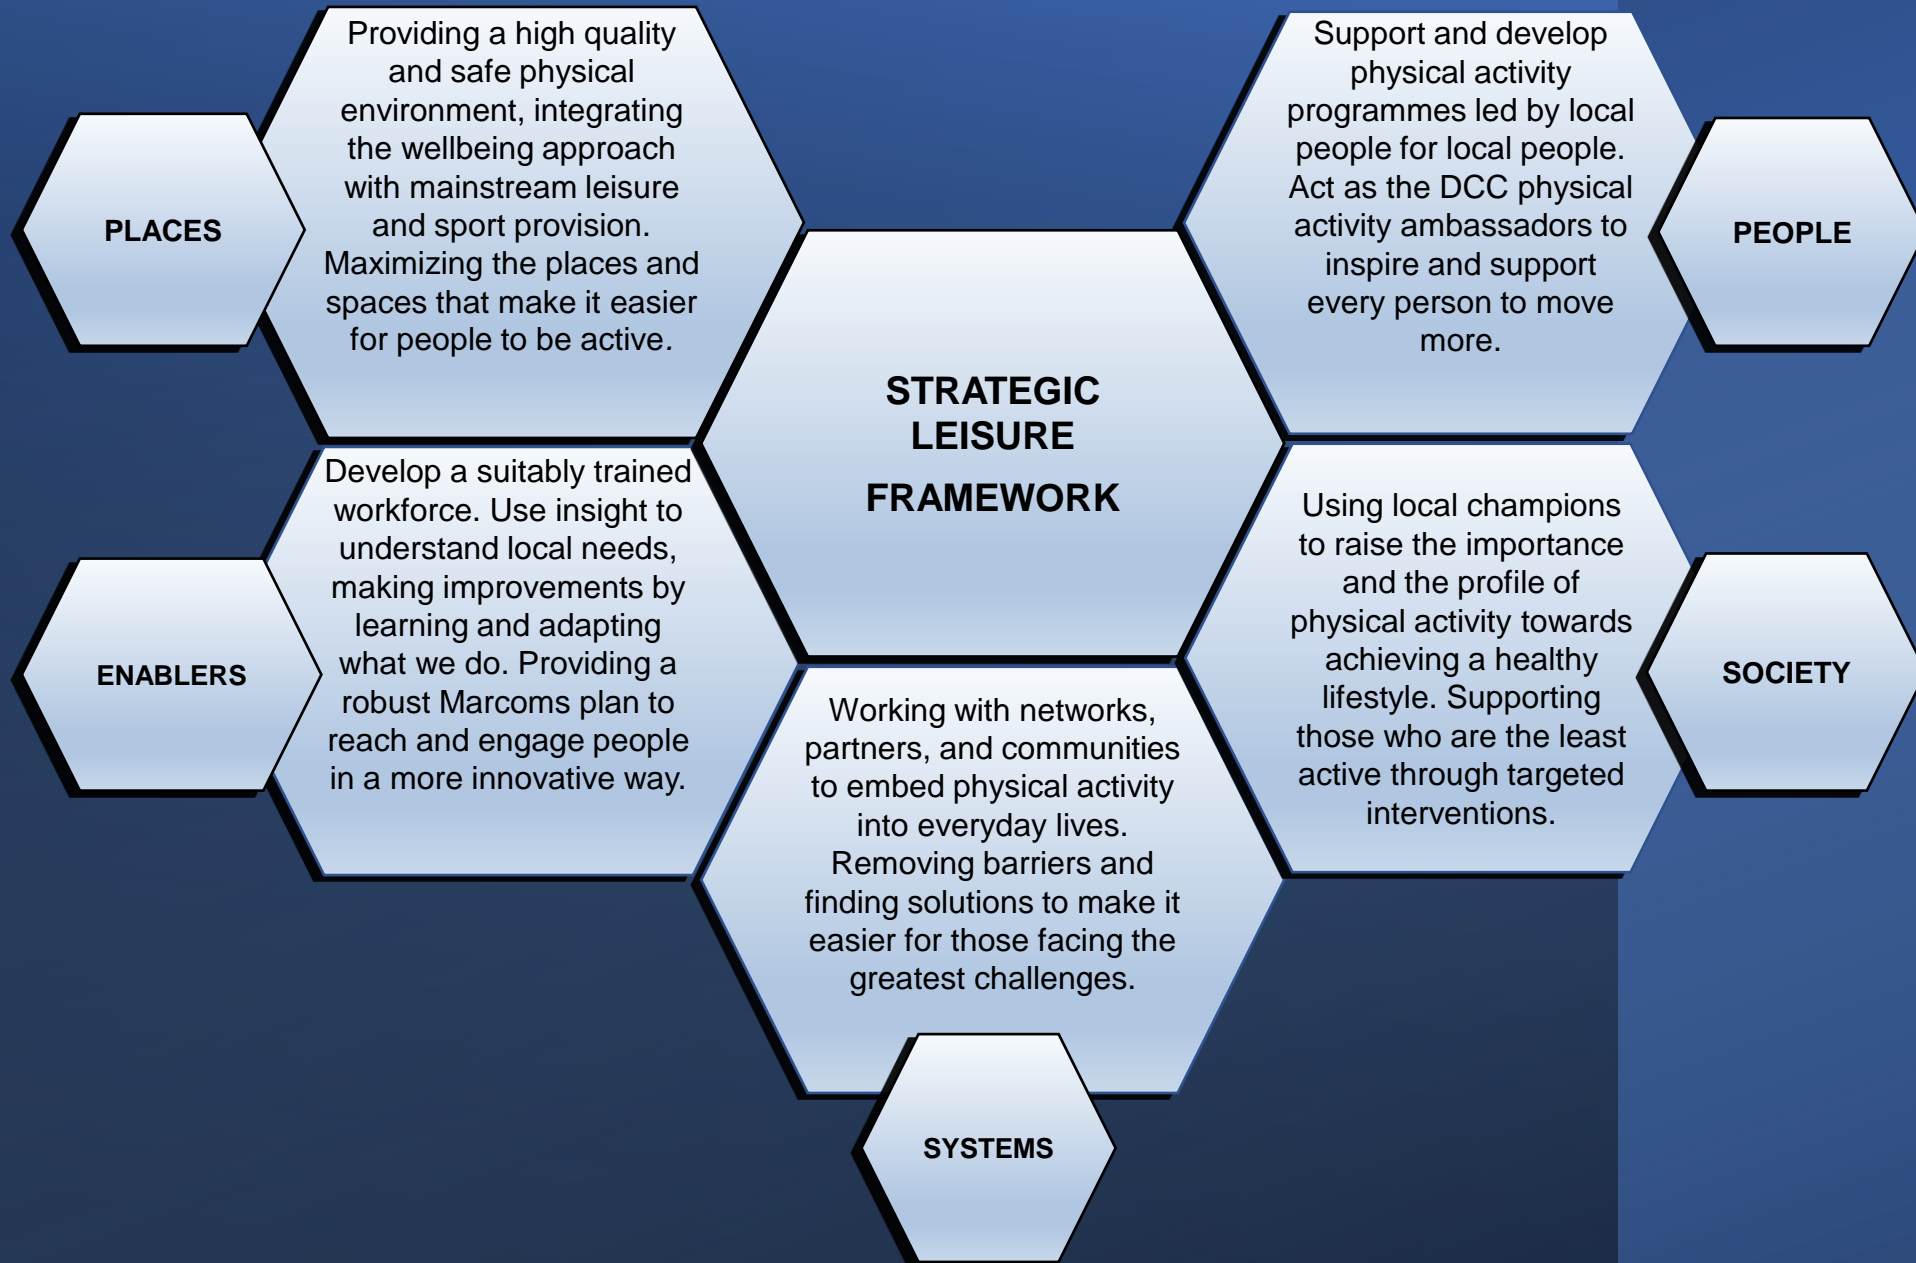 PLACES
Providing a high quality
and safe physical
environment, integrating
the wellbeing approach
with mainstream leisure
and sport provision.
Maximizing the places and
spaces that make it easier
for people to be active.
Support and develop
physical activity
programmes led by local
people for local people.
Act as the DCC physical
activity ambassadors to
inspire and support
every person to move
more.
PEOPLE
STRATEGIC
LEISURE
FRAMEWORK
ENABLERS
Develop a suitably trained
workforce. Use insight to
understand local needs,
making improvements by
learning and adapting
what we do. Providing a
robust Marcoms plan to
reach and engage people
in a more innovative way.
Using local champions
to raise the importance
and the profile of
physical activity towards
achieving a healthy
lifestyle. Supporting
those who are the least
active through targeted
interventions.
SOCIETY
Working with networks,
partners, and communities
to embed physical activity
into everyday lives.
Removing barriers and
finding solutions to make it
easier for those facing the
greatest challenges.
SYSTEMS